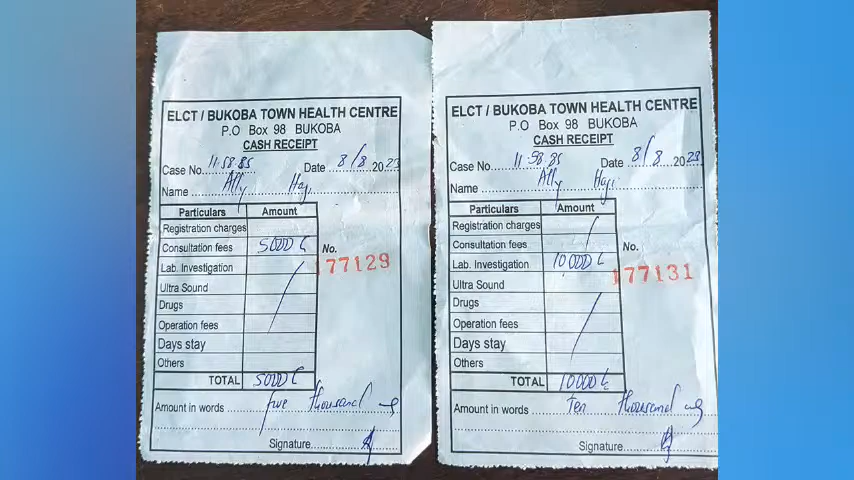 ELCT / BUKOBA TOWN HEALTH CENTRE
P.O Box 98 BUKOBA
CASH RECEIPT
Case No. 11.58.85 Date 8/8 2023
Name Ally Haji
Particulars Amount
Registration charges
Consultation fees 5000
No.
Lab. Investigation
177129
Ultra Sound
Drugs
Operation fees
Days stay
Others
TOTAL 5000
Amount in words five thousand
Signature
ELCT / BUKOBA TOWN HEALTH CENTRE
P.O Box 98 BUKOBA
CASH RECEIPT
Case No. 11.58.85 Date 8/8 2023
Name Ally Haji
Particulars Amount
Registration charges
Consultation fees
No.
Lab. Investigation 10000
177131
Ultra Sound
Drugs
Operation fees
Days stay
Others
TOTAL 10000
Amount in words Ten thousand
Signature